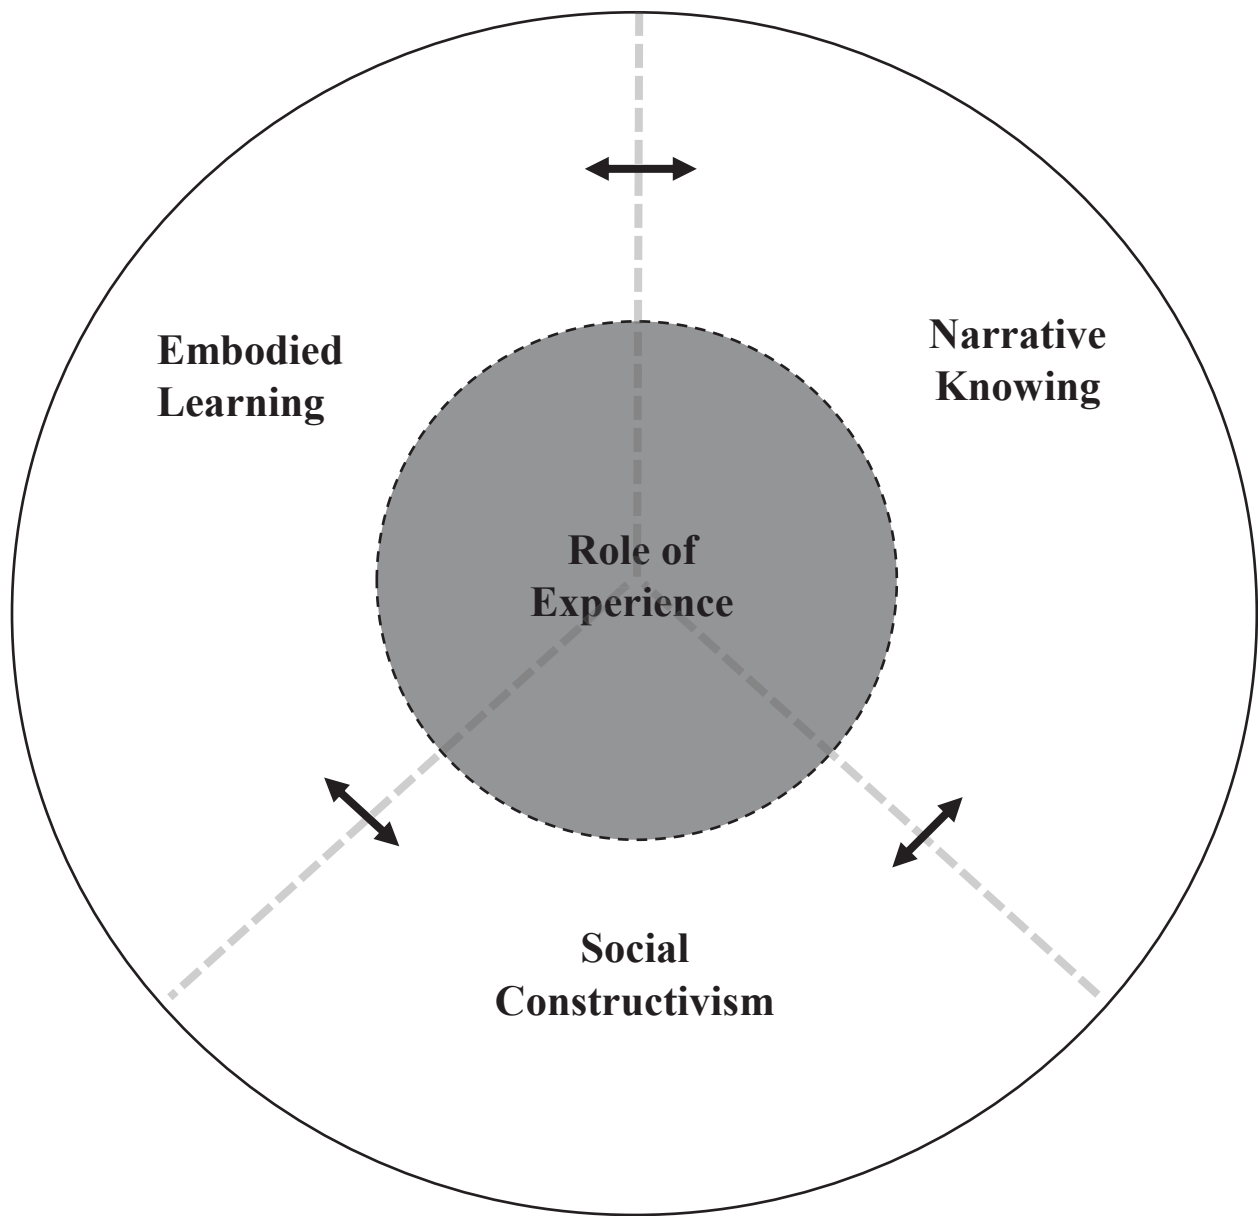 Embodied
Learning
Narrative
Knowing
Role of
Experience
Social
Constructivism